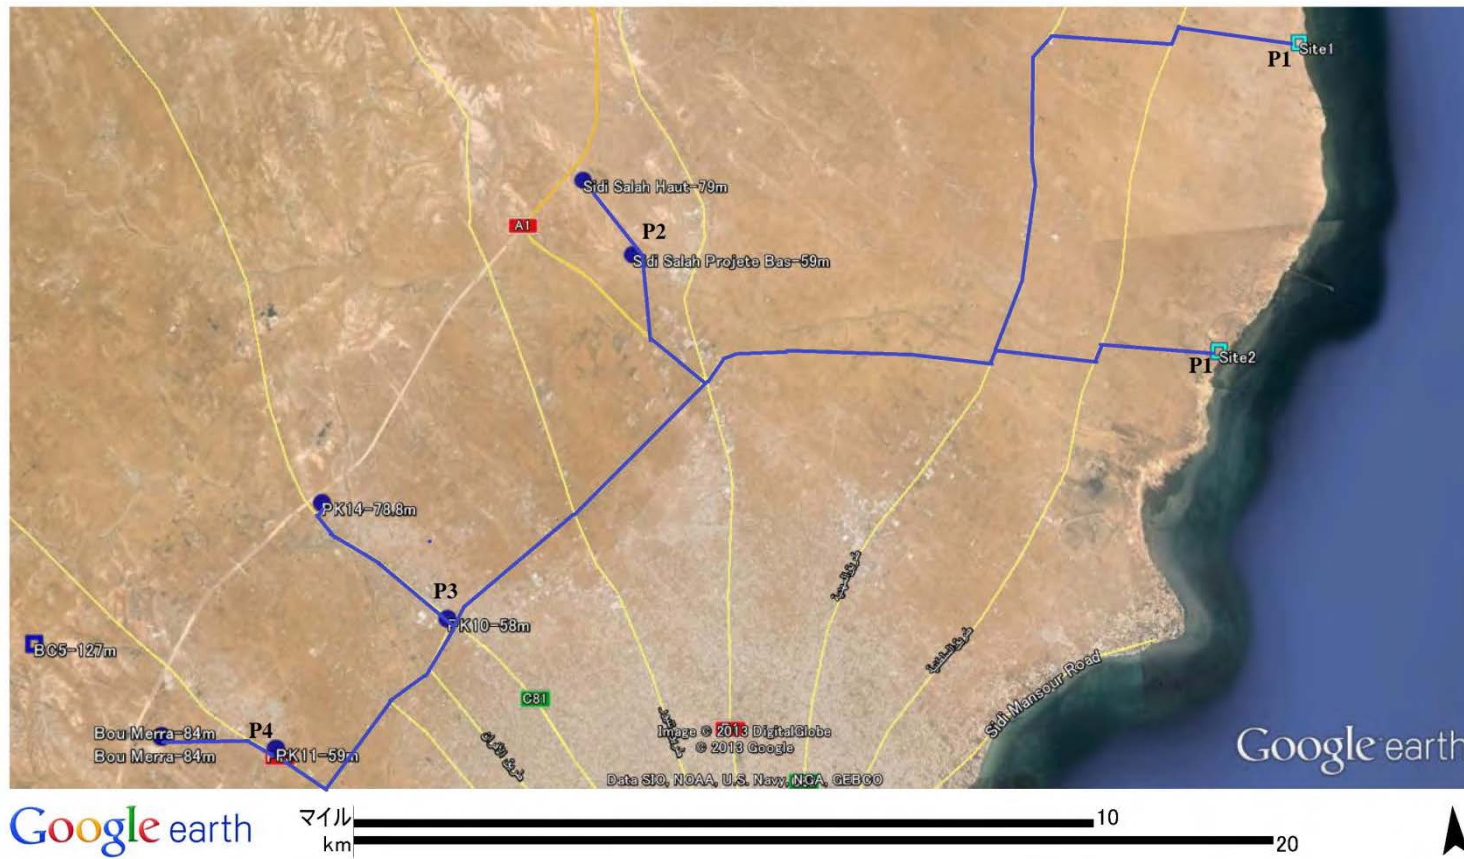 Site1
P1
Sidi Salah Haut-79m
A1
P2
Sidi Salah Projete Bas-59m
Site2
P1
PK14-78.8m
P3
PK10-58m
BC5-127m
C81
Sidi Mansour Road
Bou Merra-84m
P4
Bou Merra-84m
PK11-59m
Image © 2013 DigitalGlobe
© 2013 Google
Data SIO, NOAA, U.S. Navy, NGA, GEBCO
Google earth
Google earth
マイル 10
km 20